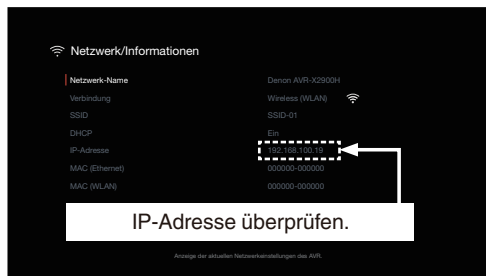 Netzwerk/Informationen
Netzwerk-Name Denon AVR-X2900H
Verbindung Wireless (WLAN)
SSID SSID-01
DHCP Ein
IP-Adresse 192.168.100.19
MAC (Ethernet) 000000-000000
MAC (WLAN) 000000-000000
IP-Adresse überprüfen.
Anzeige der aktuellen Netzwerkeinstellungen des AVR.